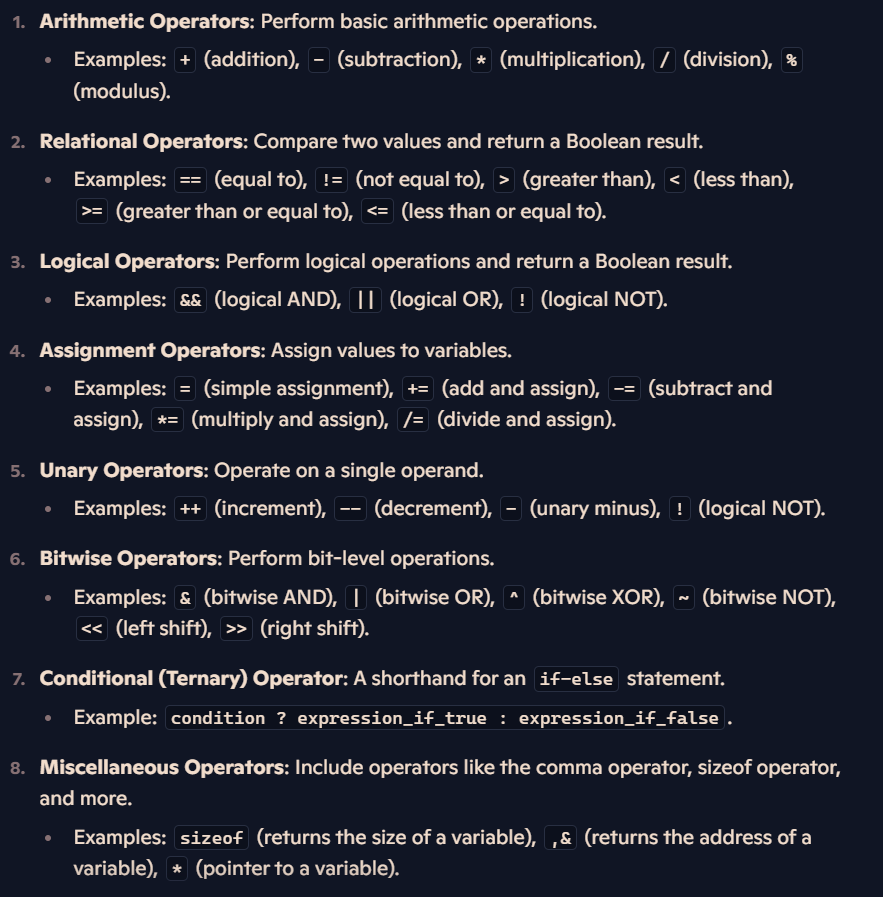 1. Arithmetic Operators: Perform basic arithmetic operations.
• Examples: + (addition), - (subtraction), * (multiplication), / (division), %
(modulus).
2. Relational Operators: Compare two values and return a Boolean result.
• Examples: == (equal to), != (not equal to), > (greater than), < (less than),
>= (greater than or equal to), <= (less than or equal to).
3. Logical Operators: Perform logical operations and return a Boolean result.
• Examples: && (logical AND), || (logical OR), ! (logical NOT).
4. Assignment Operators: Assign values to variables.
• Examples: = (simple assignment), += (add and assign), -= (subtract and
assign), *= (multiply and assign), /= (divide and assign).
5. Unary Operators: Operate on a single operand.
• Examples: ++ (increment), -- (decrement), - (unary minus), ! (logical NOT).
6. Bitwise Operators: Perform bit-level operations.
• Examples: & (bitwise AND), | (bitwise OR), ^ (bitwise XOR), ~ (bitwise NOT),
<< (left shift), >> (right shift).
7. Conditional (Ternary) Operator: A shorthand for an if-else statement.
• Example: condition ? expression_if_true : expression_if_false.
8. Miscellaneous Operators: Include operators like the comma operator, sizeof operator,
and more.
• Examples: sizeof (returns the size of a variable), ,& (returns the address of a
variable), * (pointer to a variable).